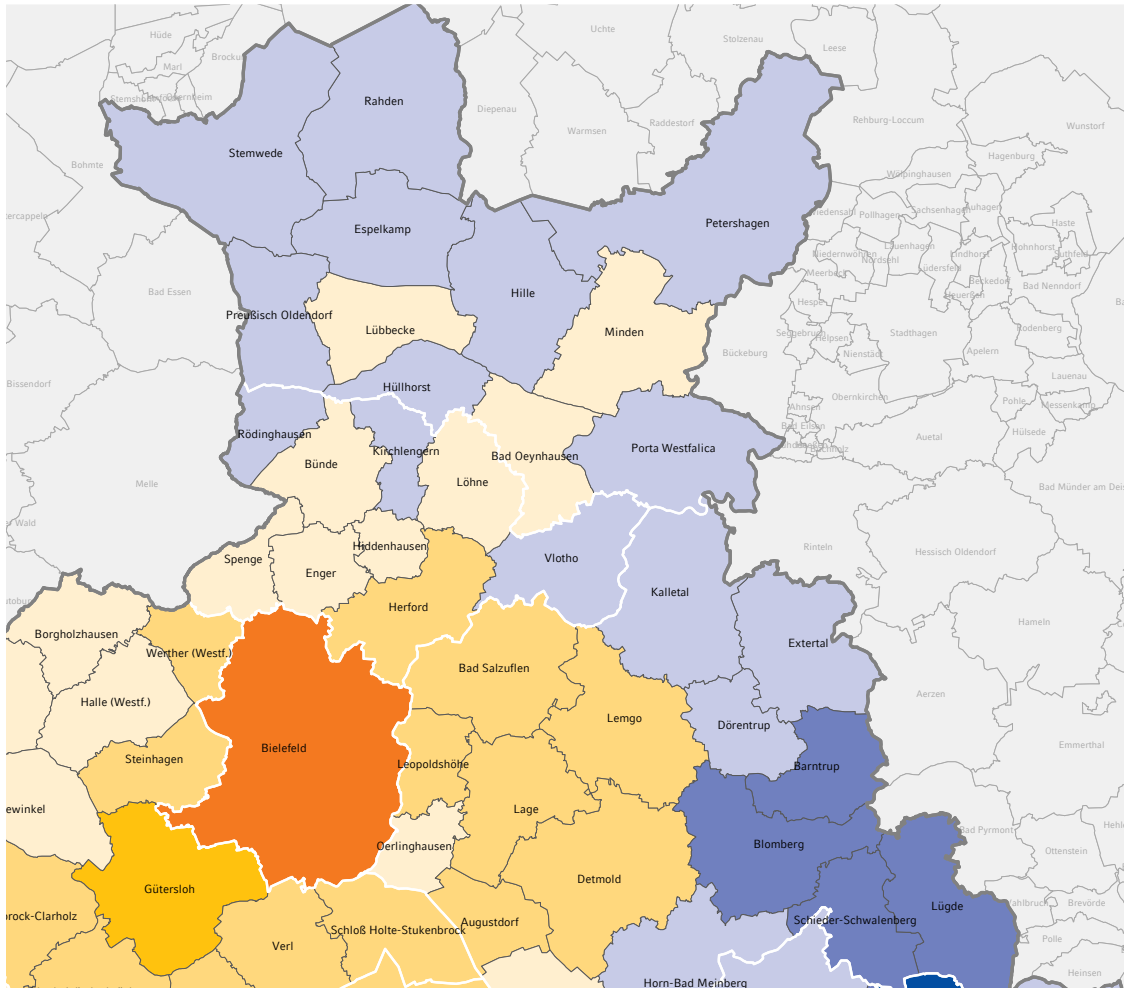 Hüde
Uchte
Stolzenau
Leese
Marl
Rahden
Diepenau
Raddestorf
Warmsen
Rehburg-Loccum
Wunstorf
Stemwede
Bohmte
Hagenburg
Wölpinghausen
Pollhagen
Sachsenhagen
Auhagen
Haste
Petershagen
Espelkamp
Lauenhagen
Hohnhorst
Suthfeld
Niedernwöhren
Nordsehl
Lindhorst
Lüdersfeld
Meerbeck
Beckedorf
Bad Nenndorf
Bad Essen
Hille
Heuerßen
Hespe
Preußisch Oldendorf
Lübbecke
Minden
Seggebruch
Helpsen
Stadthagen
Rodenberg
Bückeburg
Nienstädt
Apelern
Lauenau
Bissendorf
Hüllhorst
Obernkirchen
Pohle
Messenkamp
Ahnsen
Bad Eilsen
Rödinghausen
Hülsede
Auetal
Buchholz
Kirchlengern
Bad Oeynhausen
Porta Westfalica
Bünde
Löhne
Melle
Bad Münder am Deis
Hiddenhausen
Rinteln
Hessisch Oldendorf
Spenge
Enger
Vlotho
Kalletal
Herford
Hameln
Borgholzhausen
Extertal
Werther (Westf.)
Bad Salzuflen
Aerzen
Halle (Westf.)
Lemgo
Dörentrup
Bielefeld
Emmerthal
Steinhagen
Leopoldshöhe
Barntrup
Lage
Oerlinghausen
Blomberg
Bad Pyrmont
Ottenstein
Detmold
Gütersloh
Lügde
Brevörde
Schieder-Schwalenberg
Augustdorf
Schloß Holte-Stukenbrock
Verl
Polle
Heinsen
Horn-Bad Meinberg